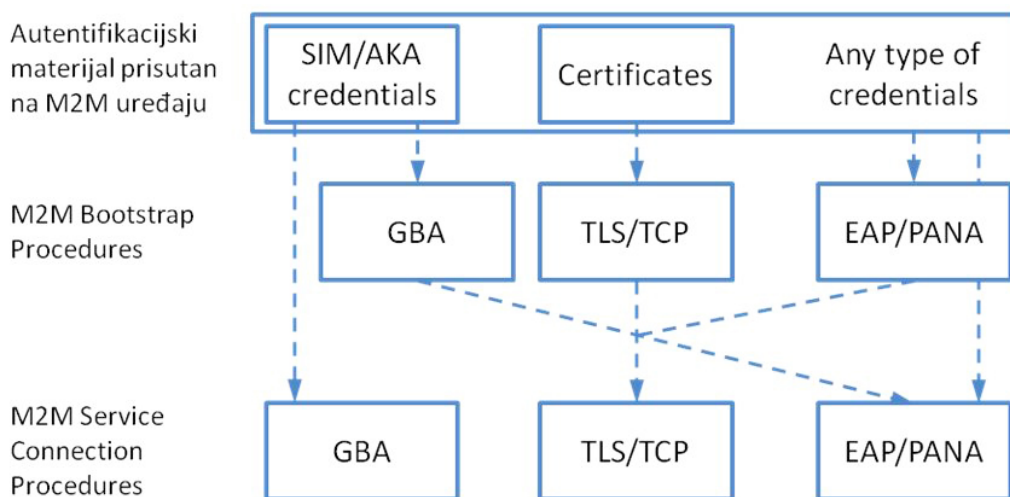 Autentifikacijski
materijal prisutan
na M2M uređaju
SIM/AKA
credentials
Certificates
Any type of
credentials
M2M Bootstrap
Procedures
GBA
TLS/TCP
EAP/PANA
M2M Service
Connection
Procedures
GBA
TLS/TCP
EAP/PANA